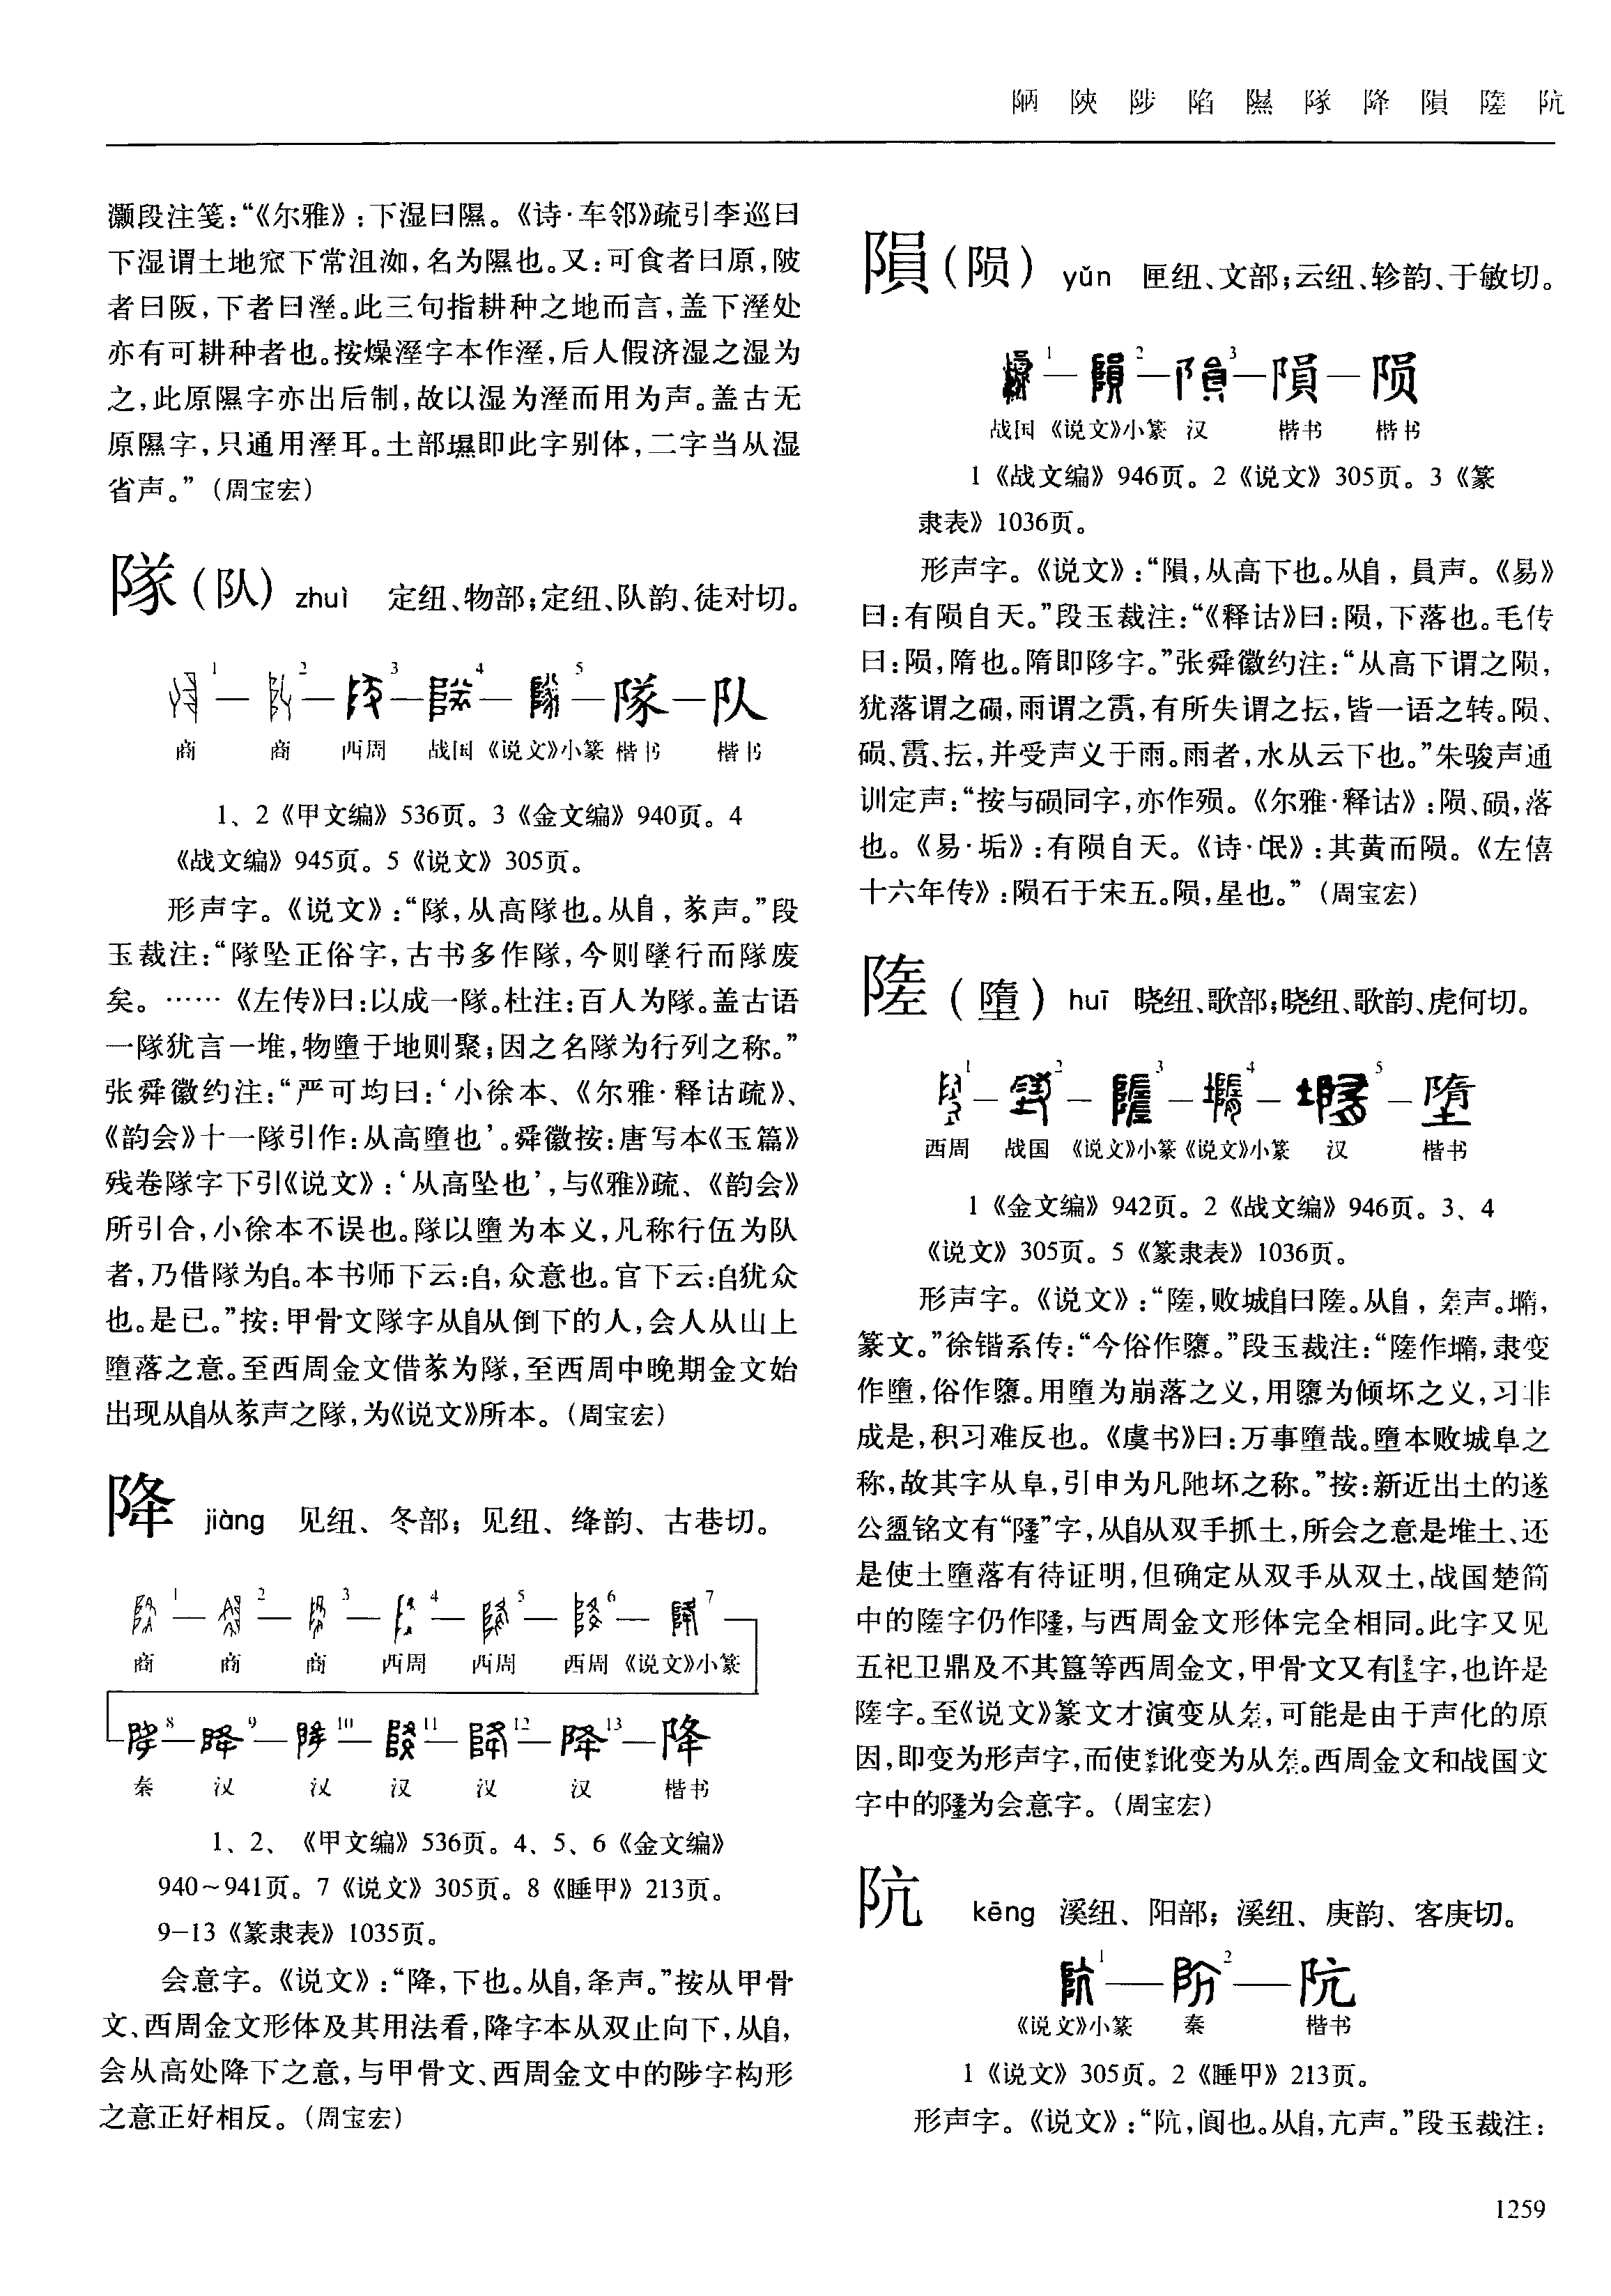 陋 陜 陟 陷 隰 隊 降 隕 隓 阬
灏段注笺：“《尔雅》：下湿曰隰。《诗·车邻》疏引李巡曰
下湿谓土地窊下常沮洳，名为隰也。又：可食者曰原，陂
者曰阪，下者曰溼。此三句指耕种之地而言，盖下溼处
亦有可耕种者也。按燥溼字本作溼，后人假济湿之湿为
之，此原隰字亦出后制，故以湿为溼而用为声。盖古无
原隰字，只通用溼耳。土部㙷即此字别体，二字当从湿
省声。”（周宝宏）
隊（队） zhuì 定纽、物部；定纽、队韵、徒对切。
1 — 2 — 3 — 4 — 5 — 隊 — 队
商 商 西周 战国 《说文》小篆 楷书 楷书
1、2《甲文编》536页。3《金文编》940页。4
《战文编》945页。5《说文》305页。
形声字。《说文》：“隊，从高隊也。从𨸏，㒸声。”段
玉裁注：“隊坠正俗字，古书多作隊，今则墜行而隊废
矣。……《左传》曰：以成一隊。杜注：百人为隊。盖古语
一隊犹言一堆，物墮于地则聚；因之名隊为行列之称。”
张舜徽约注：“严可均曰：‘小徐本、《尔雅·释诂疏》、
《韵会》十一隊引作：从高墮也’。舜徽按：唐写本《玉篇》
残卷隊字下引《说文》：‘从高坠也’，与《雅》疏、《韵会》
所引合，小徐本不误也。隊以墮为本义，凡称行伍为队
者，乃借隊为𠂤。本书师下云：𠂤，众意也。官下云：𠂤犹众
也。是已。”按：甲骨文隊字从𨸏从倒下的人，会人从山上
墮落之意。至西周金文借㒸为隊，至西周中晚期金文始
出现从𨸏从㒸声之隊，为《说文》所本。（周宝宏）
降 jiàng 见纽、冬部；见纽、绛韵、古巷切。
1 — 2 — 3 — 4 — 5 — 6 — 7
商 商 商 西周 西周 西周 《说文》小篆
8 — 9 — 10 — 11 — 12 — 13 — 降
秦 汉 汉 汉 汉 汉 楷书
1、2、《甲文编》536页。4、5、6《金文编》
940～941页。7《说文》305页。8《睡甲》213页。
9－13《篆隶表》1035页。
会意字。《说文》：“降，下也。从𨸏，夅声。”按从甲骨
文、西周金文形体及其用法看，降字本从双止向下，从𨸏，
会从高处降下之意，与甲骨文、西周金文中的陟字构形
之意正好相反。（周宝宏）
隕（陨） yǔn 匣纽、文部；云纽、轸韵、于敏切。
1 — 2 — 3 — 隕 — 陨
战国 《说文》小篆 汉 楷书 楷书
1《战文编》946页。2《说文》305页。3《篆
隶表》1036页。
形声字。《说文》：“隕，从高下也。从𨸏，員声。《易》
曰：有陨自天。”段玉裁注：“《释诂》曰：陨，下落也。毛传
曰：陨，隋也。隋即陊字。”张舜徽约注：“从高下谓之陨，
犹落谓之磒，雨谓之霣，有所失谓之抎，皆一语之转。陨、
磒、霣、抎，并受声义于雨。雨者，水从云下也。”朱骏声通
训定声：“按与磒同字，亦作殒。《尔雅·释诂》：陨、磒，落
也。《易·垢》：有陨自天。《诗·氓》：其黄而陨。《左僖
十六年传》：陨石于宋五。陨，星也。”（周宝宏）
隓（墮） huī 晓纽、歌部；晓纽、歌韵、虎何切。
1 — 2 — 3 — 4 — 5 — 墮
西周 战国 《说文》小篆 《说文》小篆 汉 楷书
1《金文编》942页。2《战文编》946页。3、4
《说文》305页。5《篆隶表》1036页。
形声字。《说文》：“隓，败城𨸏曰隓。从𨸏，㛗声。㙐，
篆文。”徐锴系传：“今俗作隳。”段玉裁注：“隓作㙐，隶变
作墮，俗作隳。用墮为崩落之义，用隳为倾坏之义，习非
成是，积习难反也。《虞书》曰：万事墮哉。墮本败城阜之
称，故其字从阜，引申为凡阤坏之称。”按：新近出土的遂
公盨铭文有“”字，从𨸏从双手抓土，所会之意是堆土、还
是使土墮落有待证明，但确定从双手从双土，战国楚简
中的隓字仍作，与西周金文形体完全相同。此字又见
五祀卫鼎及不其簋等西周金文，甲骨文又有字，也许是
隓字。至《说文》篆文才演变从，可能是由于声化的原
因，即变为形声字，而使讹变为从。西周金文和战国文
字中的为会意字。（周宝宏）
阬 kēng 溪纽、阳部；溪纽、庚韵、客庚切。
1 — 2 — 阬
《说文》小篆 秦 楷书
1《说文》305页。2《睡甲》213页。
形声字。《说文》：“阬，阆也。从𨸏，亢声。”段玉裁注：
1259